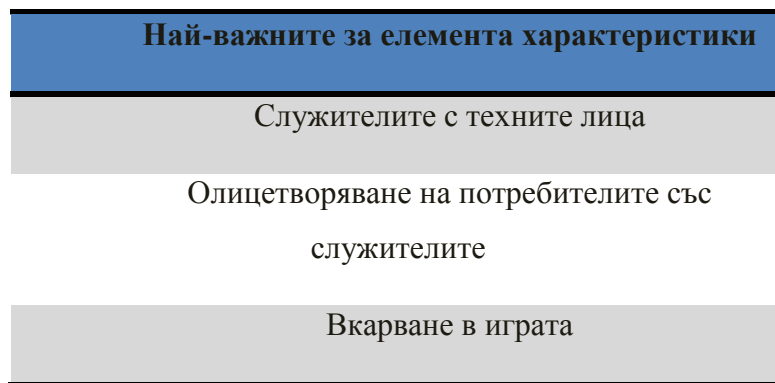 Най-важните за елемента характеристики
Служителите с техните лица
Олицетворяване на потребителите със
служителите
Вкарване в играта